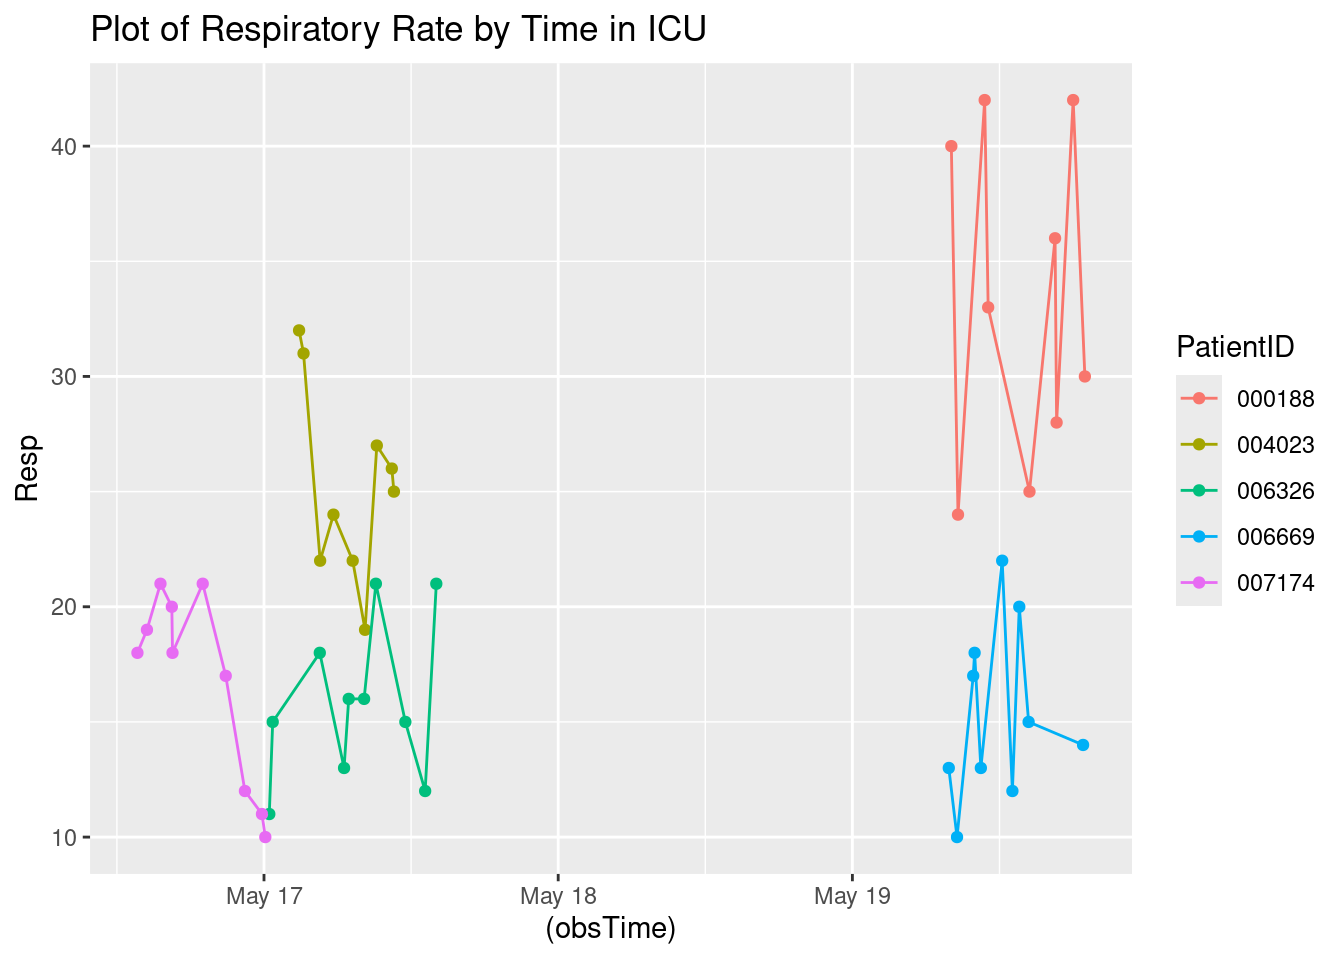 Plot of Respiratory Rate by Time in ICU
40
30
20
10
Resp
May 17
May 18
May 19
(obsTime)
PatientID
000188
004023
006326
006669
007174